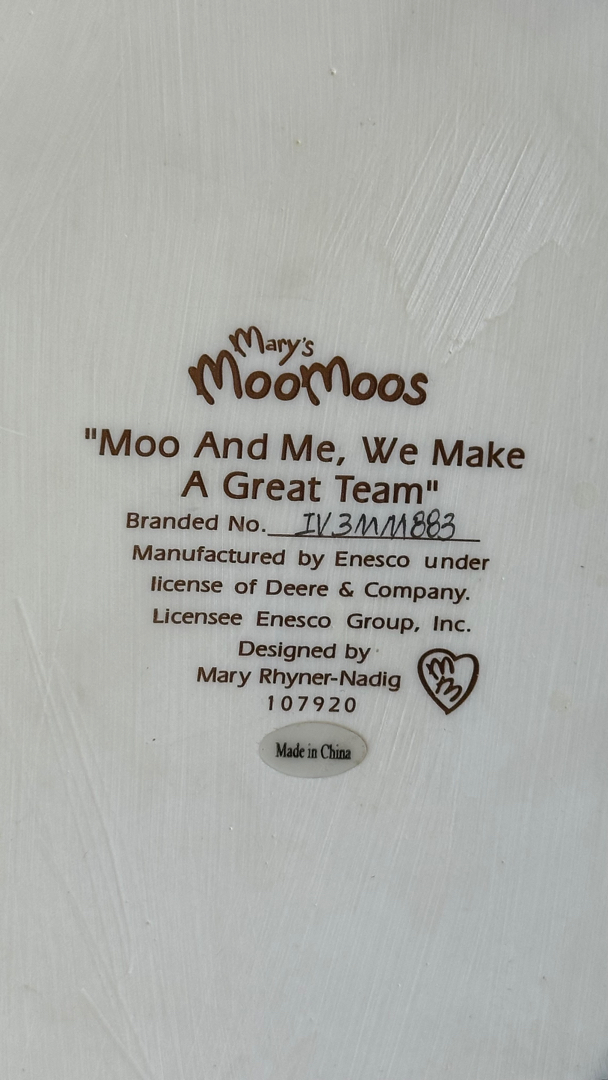 Mary's
MooMoos
"Moo And Me, We Make
A Great Team"
Branded No. IV3MM883
Manufactured by Enesco under
license of Deere & Company.
Licensee Enesco Group, Inc.
Designed by
Mary Rhyner-Nadig
MM
107920
Made in China